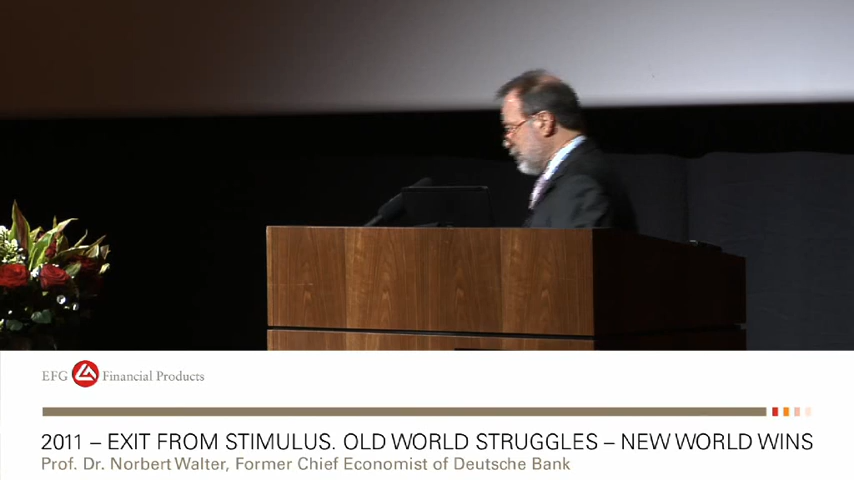 EFG Financial Products
2011 – EXIT FROM STIMULUS. OLD WORLD STRUGGLES – NEW WORLD WINS
Prof. Dr. Norbert Walter, Former Chief Economist of Deutsche Bank